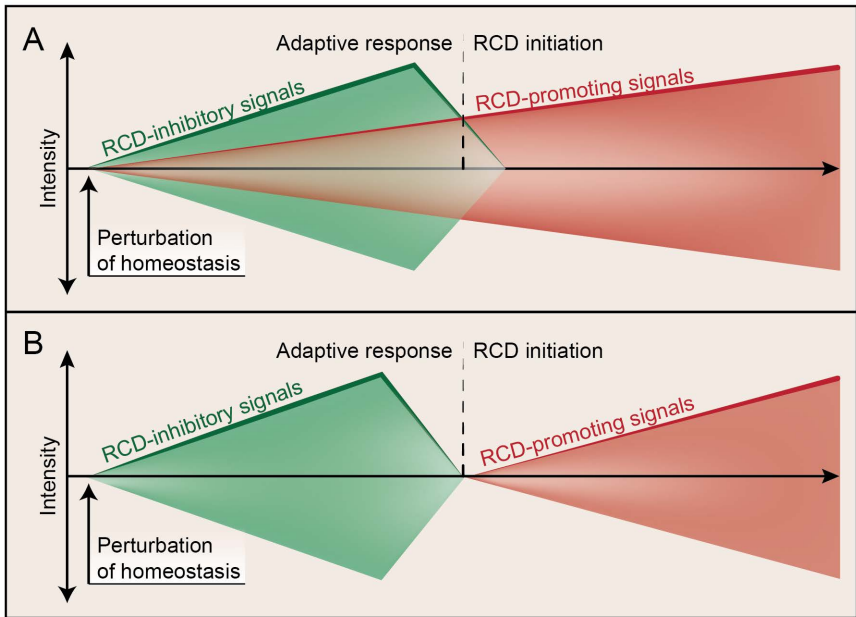 A
Adaptive response
RCD initiation
RCD-inhibitory signals
RCD-promoting signals
Intensity
Perturbation
of homeostasis
B
Adaptive response
RCD initiation
RCD-inhibitory signals
RCD-promoting signals
Intensity
Perturbation
of homeostasis